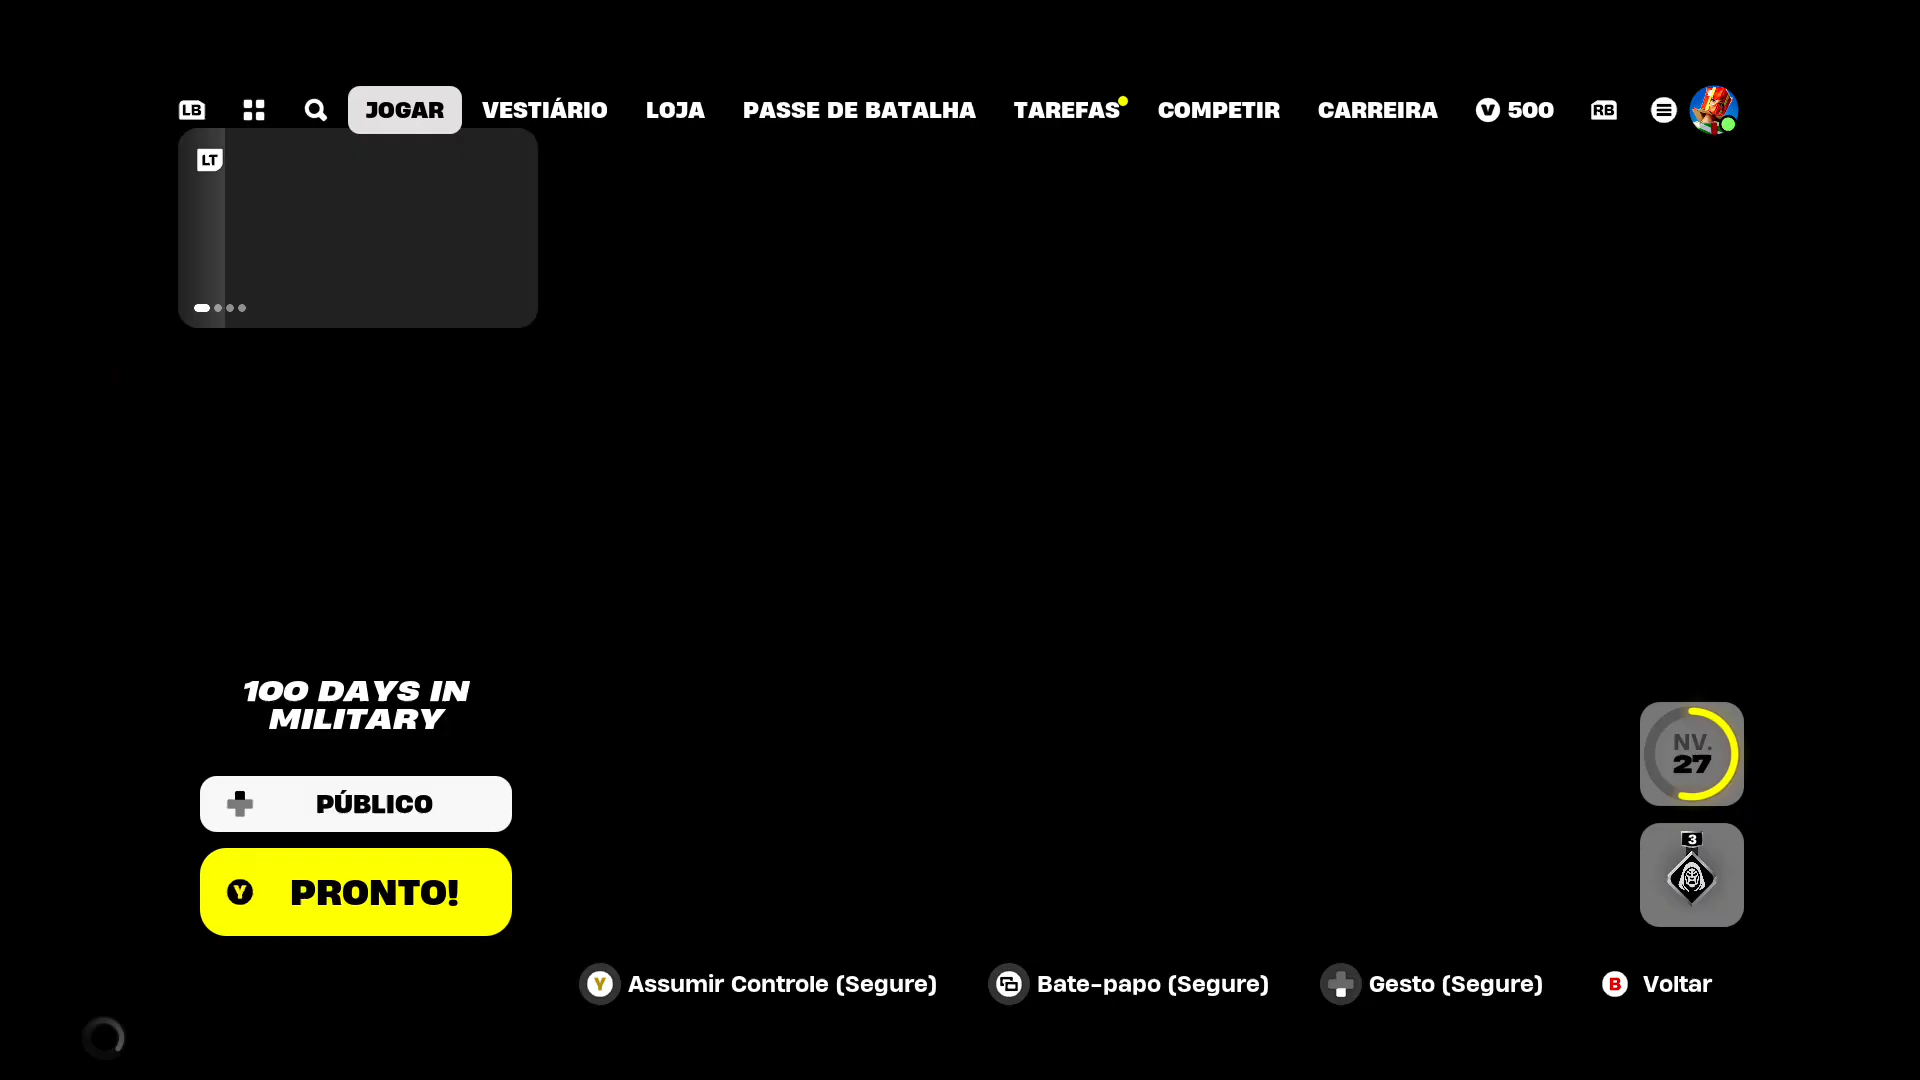 LB
JOGAR
VESTIÁRIO
LOJA
PASSE DE BATALHA
TAREFAS
COMPETIR
CARREIRA
V 500
RB
LT
100 DAYS IN
MILITARY
PÚBLICO
Y PRONTO!
NV.
27
3
Y Assumir Controle (Segure)
Bate-papo (Segure)
Gesto (Segure)
B Voltar